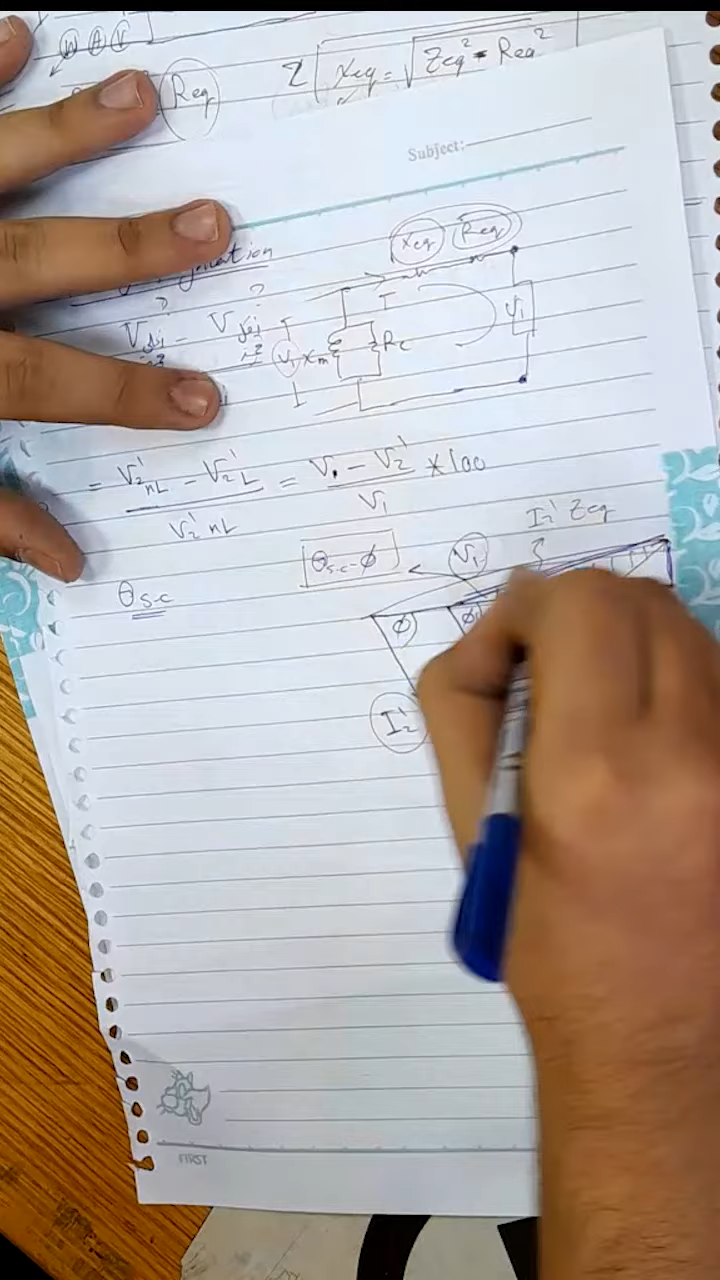 W A V
Req
Z Xeq = √Zeq² - Req²
Subject:
Xeq Req
I
V₁ Xm Rc V₁
= V₂'nL - V₂'L / V₂'nL = V₁ - V₂' / V₁ * 100
I₂' Zeq
θs.c - φ V₁
θs.c
φ φ
I₂'
FIRST